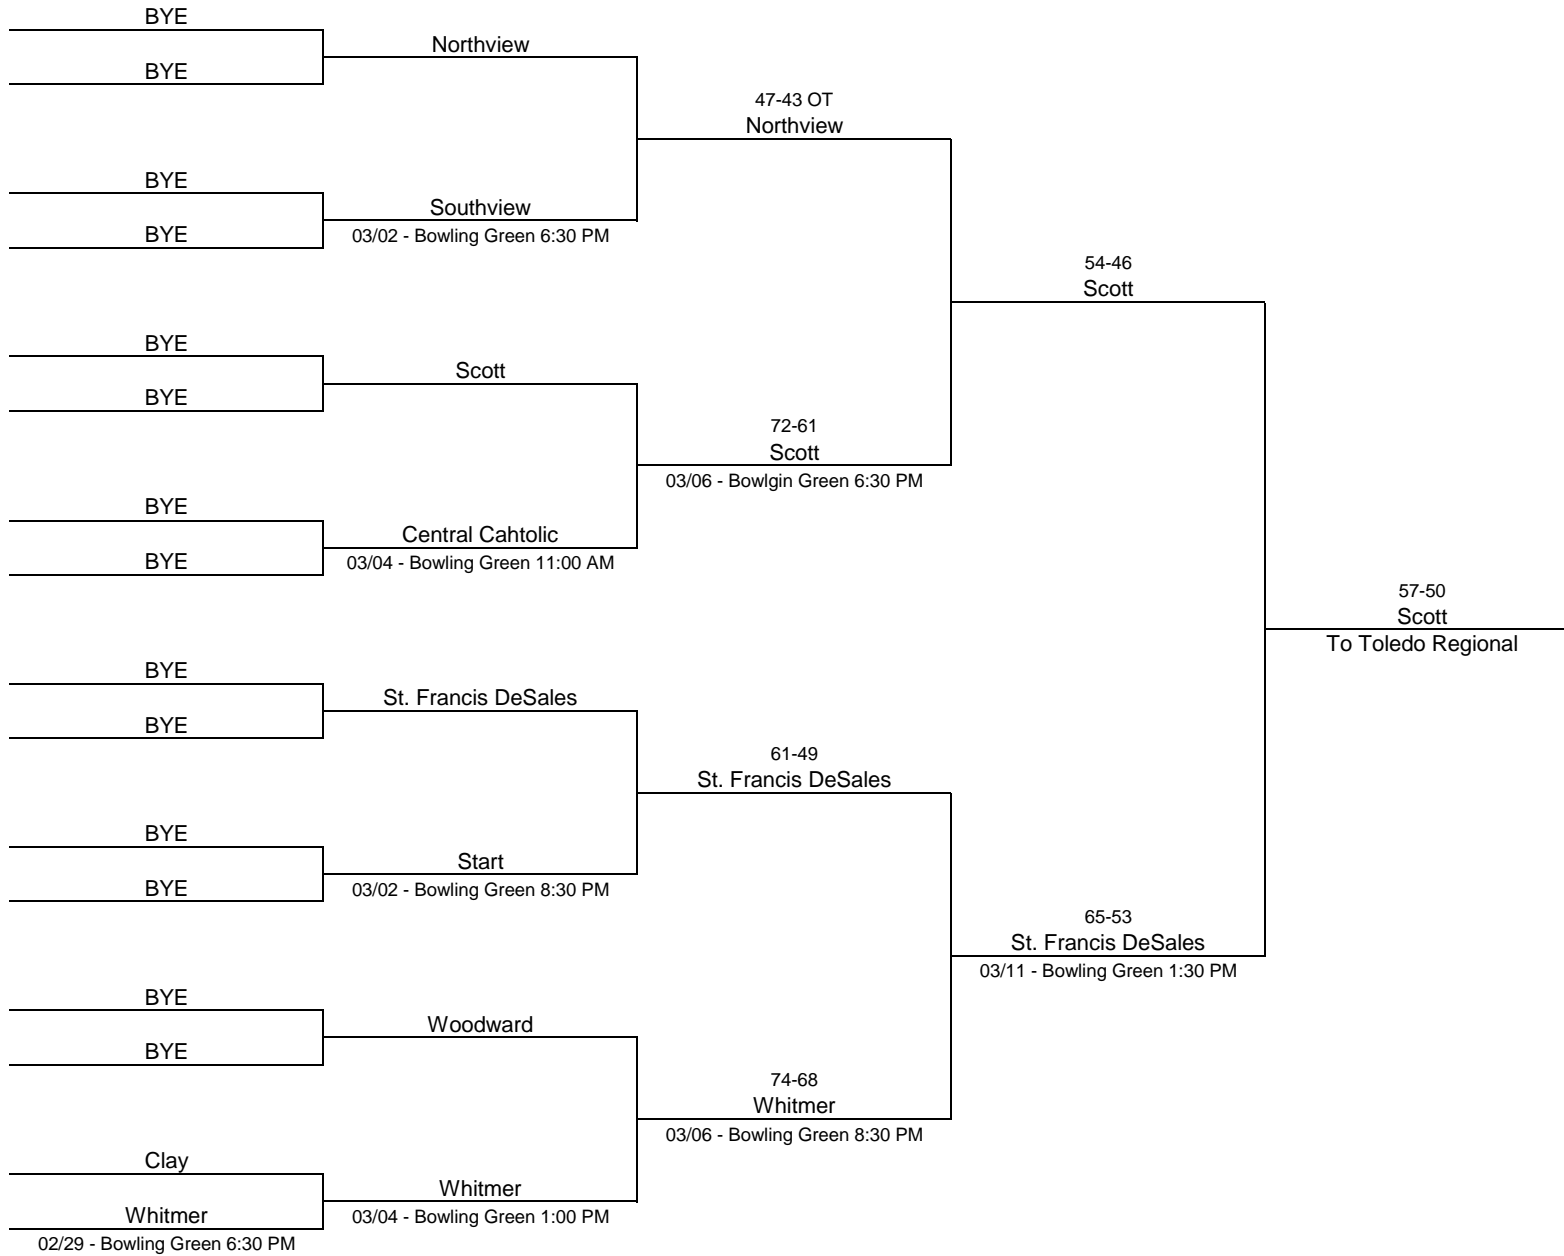 BYE
Northview
BYE
47-43 OT
Northview
BYE
Southview
BYE
03/02 - Bowling Green 6:30 PM
54-46
Scott
BYE
Scott
BYE
72-61
Scott
03/06 - Bowlgin Green 6:30 PM
BYE
Central Cahtolic
BYE
03/04 - Bowling Green 11:00 AM
57-50
Scott
To Toledo Regional
BYE
St. Francis DeSales
BYE
61-49
St. Francis DeSales
BYE
Start
BYE
03/02 - Bowling Green 8:30 PM
65-53
St. Francis DeSales
03/11 - Bowling Green 1:30 PM
BYE
Woodward
BYE
74-68
Whitmer
03/06 - Bowling Green 8:30 PM
Clay
Whitmer
Whitmer
03/04 - Bowling Green 1:00 PM
02/29 - Bowling Green 6:30 PM